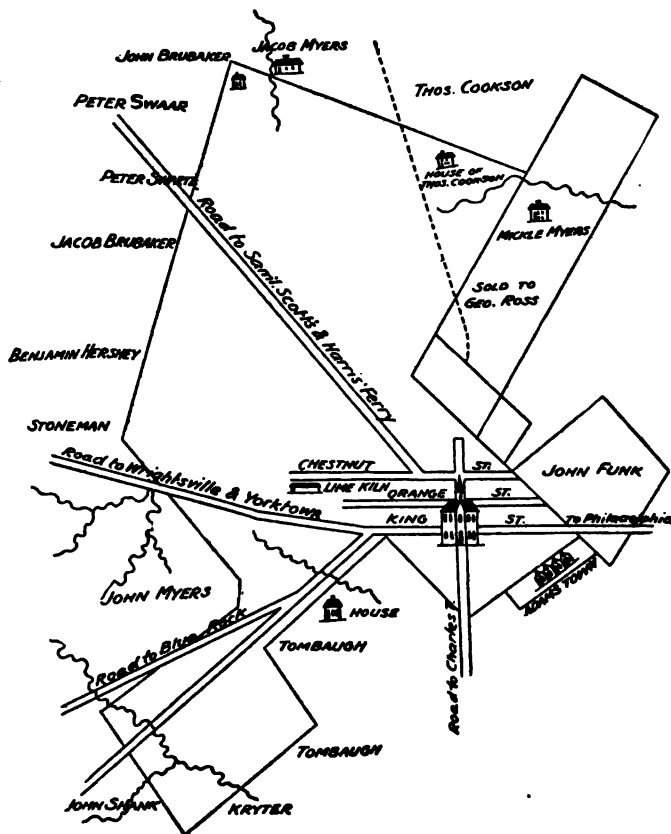 JOHN BRUBAKER
JACOB MYERS
THOS. COOKSON
PETER SWAAR
HOUSE OF
THOS. COOKSON
PETER SWARTZ
MICKLE MYERS
JACOB BRUBAKER
Road to Saml. Scott's & Harris' Ferry
SOLD TO
GEO. ROSS
BENJAMIN HERSHEY
STONEMAN
Road to Wrightsville & Yorktown
CHESTNUT ST.
JOHN FUNK
LIME KILN
ORANGE ST.
KING ST.
To Philadelphia
JOHN MYERS
HOUSE
ADAMS TOWN
Road to Blue Rock
TOMBAUGH
Road to Charles T.
TOMBAUGH
JOHN SHANK
KRYTER